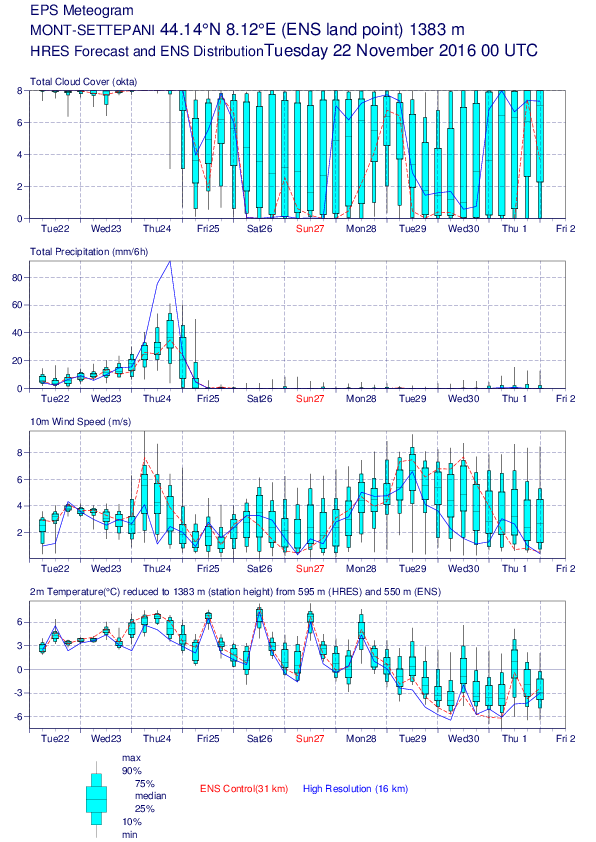 EPS Meteogram
MONT-SETTEPANI 44.14°N 8.12°E (ENS land point) 1383 m
HRES Forecast and ENS Distribution Tuesday 22 November 2016 00 UTC
Total Cloud Cover (okta)
8
6
4
2
0
Tue22 Wed23 Thu24 Fri25 Sat26 Sun27 Mon28 Tue29 Wed30 Thu 1 Fri 2
Total Precipitation (mm/6h)
80
60
40
20
0
Tue22 Wed23 Thu24 Fri25 Sat26 Sun27 Mon28 Tue29 Wed30 Thu 1 Fri 2
10m Wind Speed (m/s)
8
6
4
2
Tue22 Wed23 Thu24 Fri25 Sat26 Sun27 Mon28 Tue29 Wed30 Thu 1 Fri 2
2m Temperature(°C) reduced to 1383 m (station height) from 595 m (HRES) and 550 m (ENS)
6
3
0
-3
-6
Tue22 Wed23 Thu24 Fri25 Sat26 Sun27 Mon28 Tue29 Wed30 Thu 1 Fri 2
max
90%
75%
median
25%
10%
min
ENS Control(31 km) High Resolution (16 km)